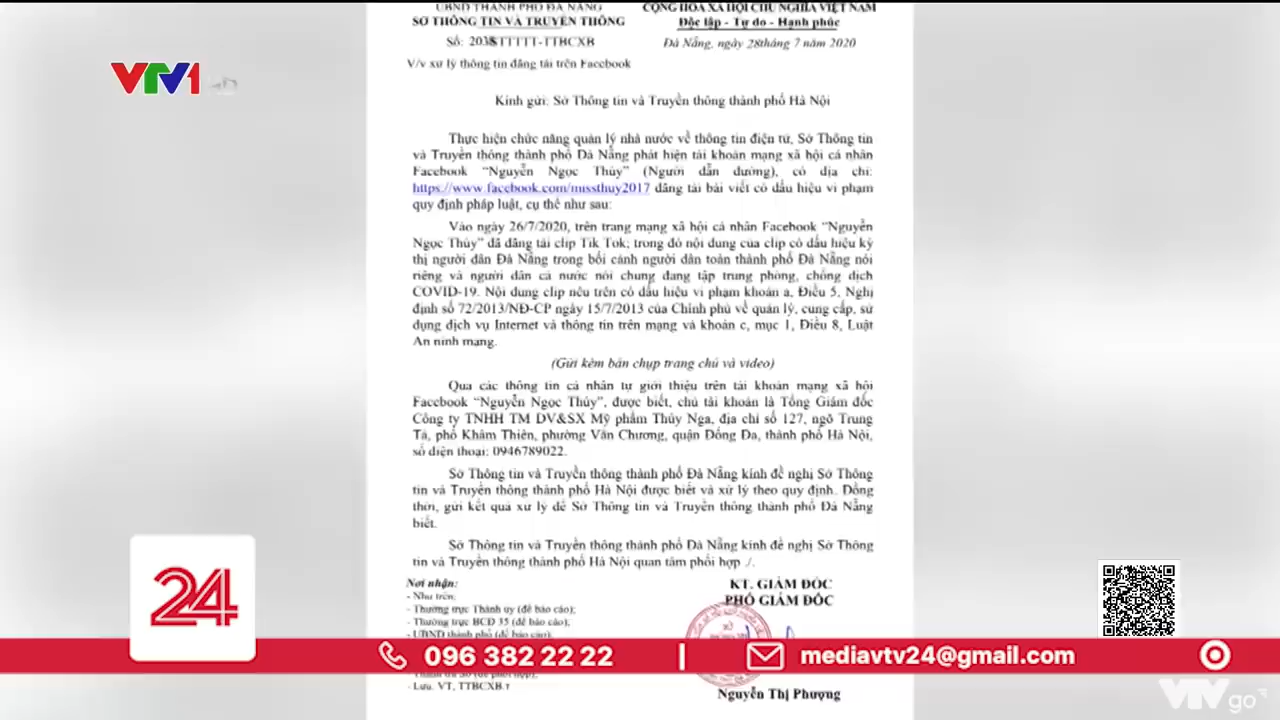 UBND THÀNH PHỐ ĐÀ NẴNG
SỞ THÔNG TIN VÀ TRUYỀN THÔNG
CỘNG HÒA XÃ HỘI CHỦ NGHĨA VIỆT NAM
Độc lập - Tự do - Hạnh phúc
Số: 2038/STTTT-TTBCXB
Đà Nẵng, ngày 28 tháng 7 năm 2020
V/v xử lý thông tin đăng tải trên Facebook
VTV1
Kính gửi: Sở Thông tin và Truyền thông thành phố Hà Nội
Thực hiện chức năng quản lý nhà nước về thông tin điện tử, Sở Thông tin
và Truyền thông thành phố Đà Nẵng phát hiện tài khoản mạng xã hội cá nhân
Facebook “Nguyễn Ngọc Thủy” (Người dẫn đường), có địa chỉ:
https://www.facebook.com/missthuy2017 đăng tải bài viết có dấu hiệu vi phạm
quy định pháp luật, cụ thể như sau:
Vào ngày 26/7/2020, trên trang mạng xã hội cá nhân Facebook “Nguyễn
Ngọc Thủy” đã đăng tải clip Tik Tok; trong đó nội dung của clip có dấu hiệu kỳ
thị người dân Đà Nẵng trong bối cảnh người dân toàn thành phố Đà Nẵng nói
riêng và người dân cả nước nói chung đang tập trung phòng, chống dịch
COVID-19. Nội dung clip nêu trên có dấu hiệu vi phạm khoản a, Điều 5, Nghị
định số 72/2013/NĐ-CP ngày 15/7/2013 của Chính phủ về quản lý, cung cấp, sử
dụng dịch vụ Internet và thông tin trên mạng và khoản c, mục 1, Điều 8, Luật
An ninh mạng.
(Gửi kèm bản chụp trang chủ và video)
Qua các thông tin cá nhân tự giới thiệu trên tài khoản mạng xã hội
Facebook “Nguyễn Ngọc Thủy”, được biết, chủ tài khoản là Tổng Giám đốc
Công ty TNHH TM DV&SX Mỹ phẩm Thủy Nga, địa chỉ số 127, ngõ Trung
Tả, phố Khâm Thiên, phường Văn Chương, quận Đống Đa, thành phố Hà Nội,
số điện thoại: 0946789022.
Sở Thông tin và Truyền thông thành phố Đà Nẵng kính đề nghị Sở Thông
tin và Truyền thông thành phố Hà Nội được biết và xử lý theo quy định. Đồng
thời, gửi kết quả xử lý để Sở Thông tin và Truyền thông thành phố Đà Nẵng
biết.
Sở Thông tin và Truyền thông thành phố Đà Nẵng kính đề nghị Sở Thông
tin và Truyền thông thành phố Hà Nội quan tâm phối hợp ./.
Nơi nhận:
- Như trên;
- Thường trực Thành ủy (để báo cáo);
- Thường trực BCĐ 35 (để báo cáo);
- UBND thành phố (để báo cáo);
- Lưu: VT, TTBCXB.
KT. GIÁM ĐỐC
PHÓ GIÁM ĐỐC
Nguyễn Thị Phượng
24
096 382 22 22
mediavtv24@gmail.com
VTVgo